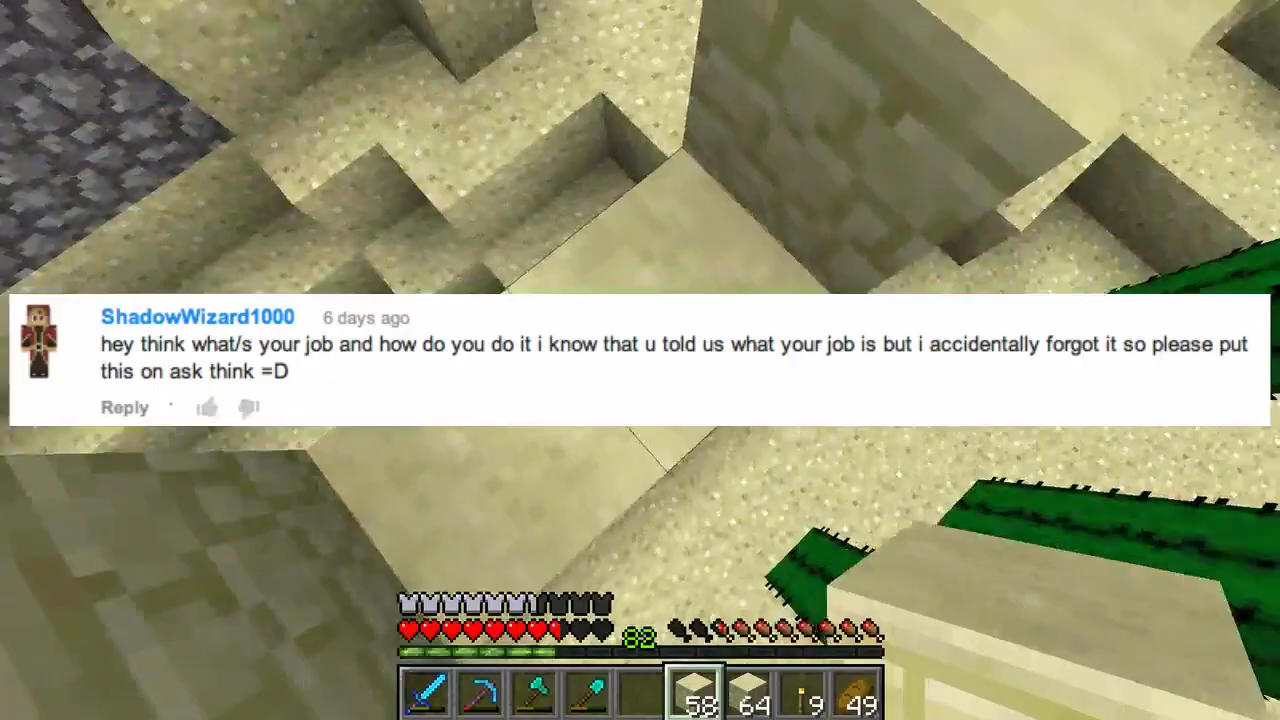 ShadowWizard1000 6 days ago
hey think what/s your job and how do you do it i know that u told us what your job is but i accidentally forgot it so please put
this on ask think =D
Reply
88
58 64 9 49